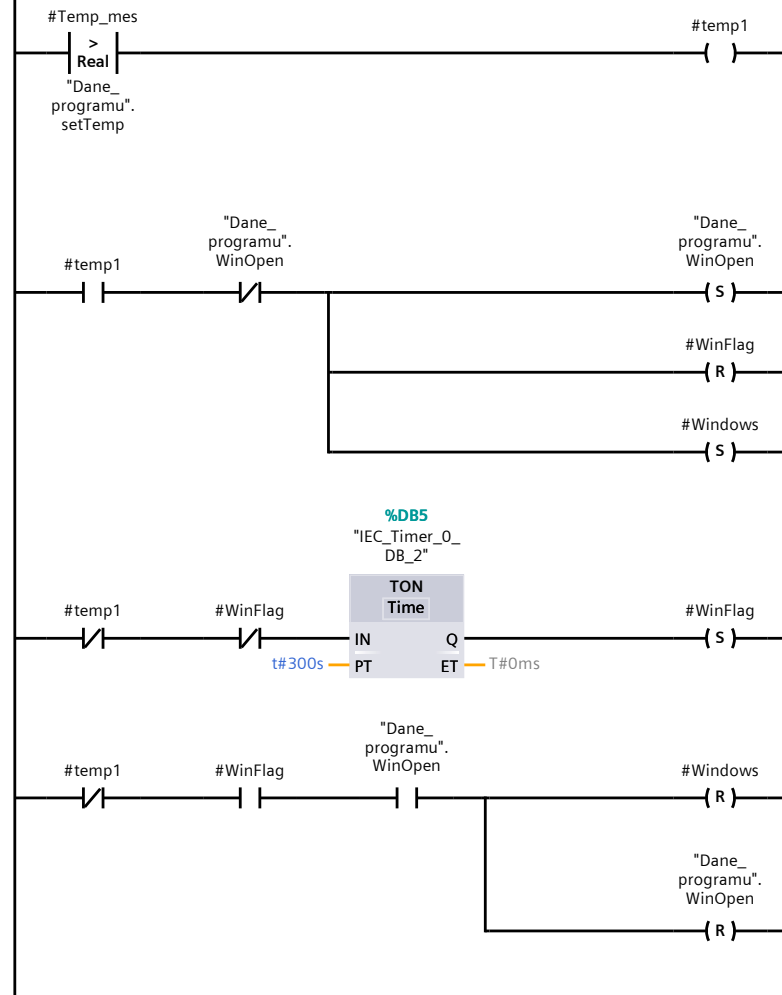 #Temp_mes
>
Real
"Dane_
programu".
setTemp
#temp1
#temp1
"Dane_
programu".
WinOpen
"Dane_
programu".
WinOpen
S
#WinFlag
R
#Windows
S
%DB5
"IEC_Timer_0_
DB_2"
TON
Time
#temp1
#WinFlag
IN
Q
#WinFlag
S
t#300s
PT
ET
T#0ms
#temp1
#WinFlag
"Dane_
programu".
WinOpen
#Windows
R
"Dane_
programu".
WinOpen
R